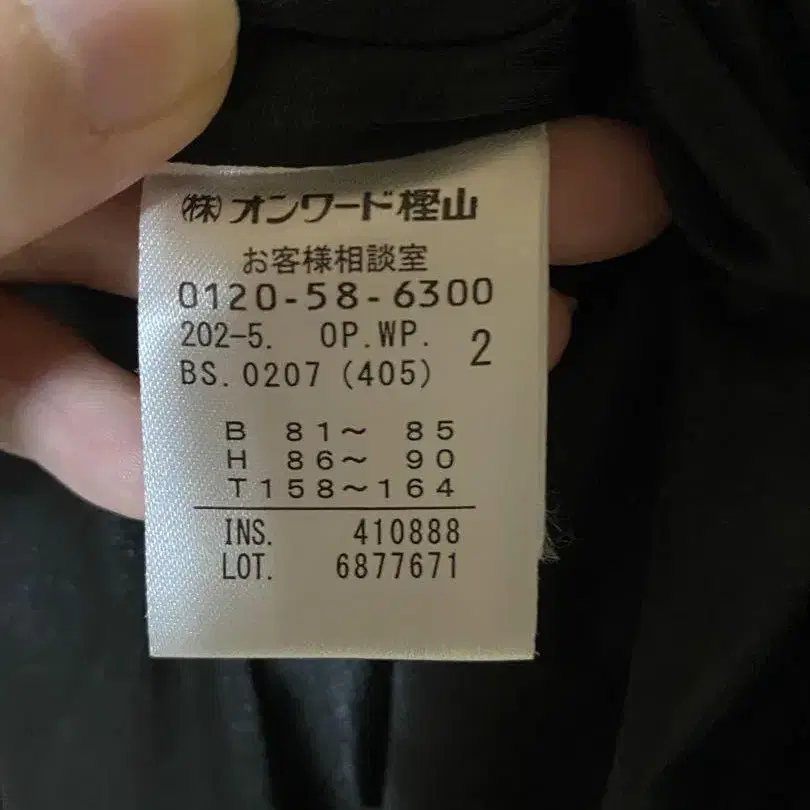 ㈱オンワード樫山
お客様相談室
0120-58-6300
202-5. OP.WP. 2
BS.0207 (405)
B 81～ 85
H 86～ 90
T158～164
INS. 410888
LOT. 6877671